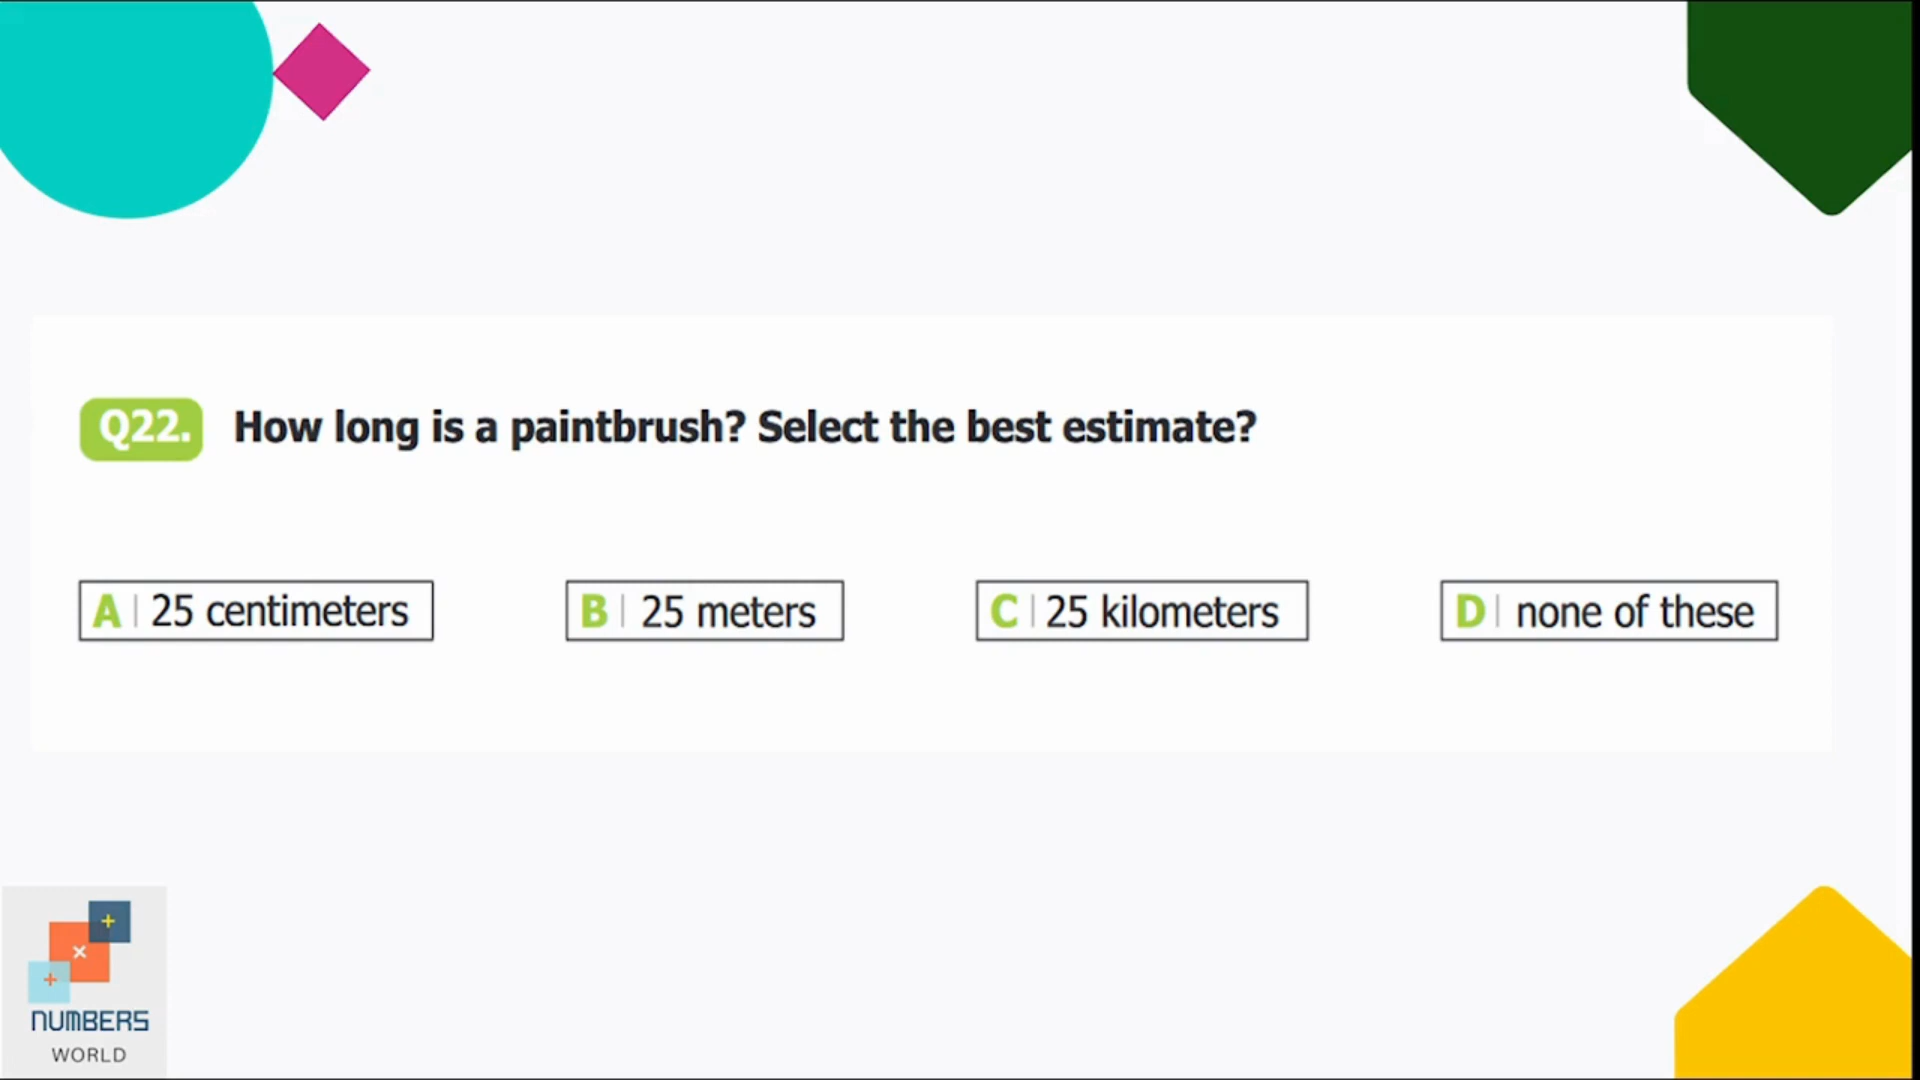 Q22. How long is a paintbrush? Select the best estimate?
A 25 centimeters
B 25 meters
C 25 kilometers
D none of these
+
×
+
NUMBERS
WORLD